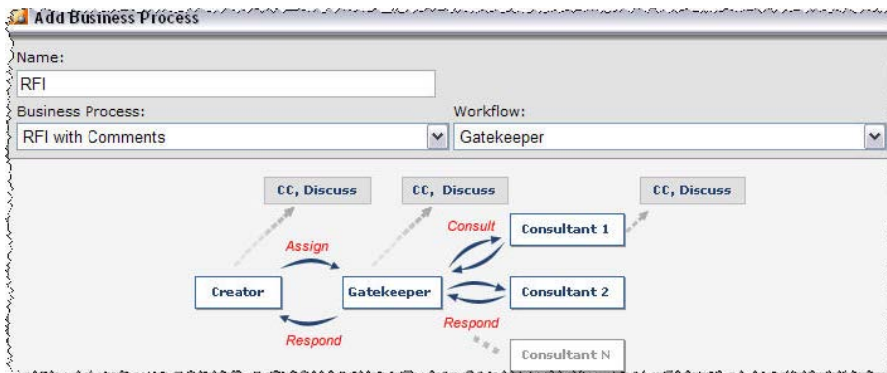 Add Business Process
Name:
RFI
Business Process:
Workflow:
RFI with Comments
Gatekeeper
CC, Discuss
CC, Discuss
CC, Discuss
Consult
Consultant 1
Assign
Creator
Gatekeeper
Consultant 2
Respond
Respond
Consultant N